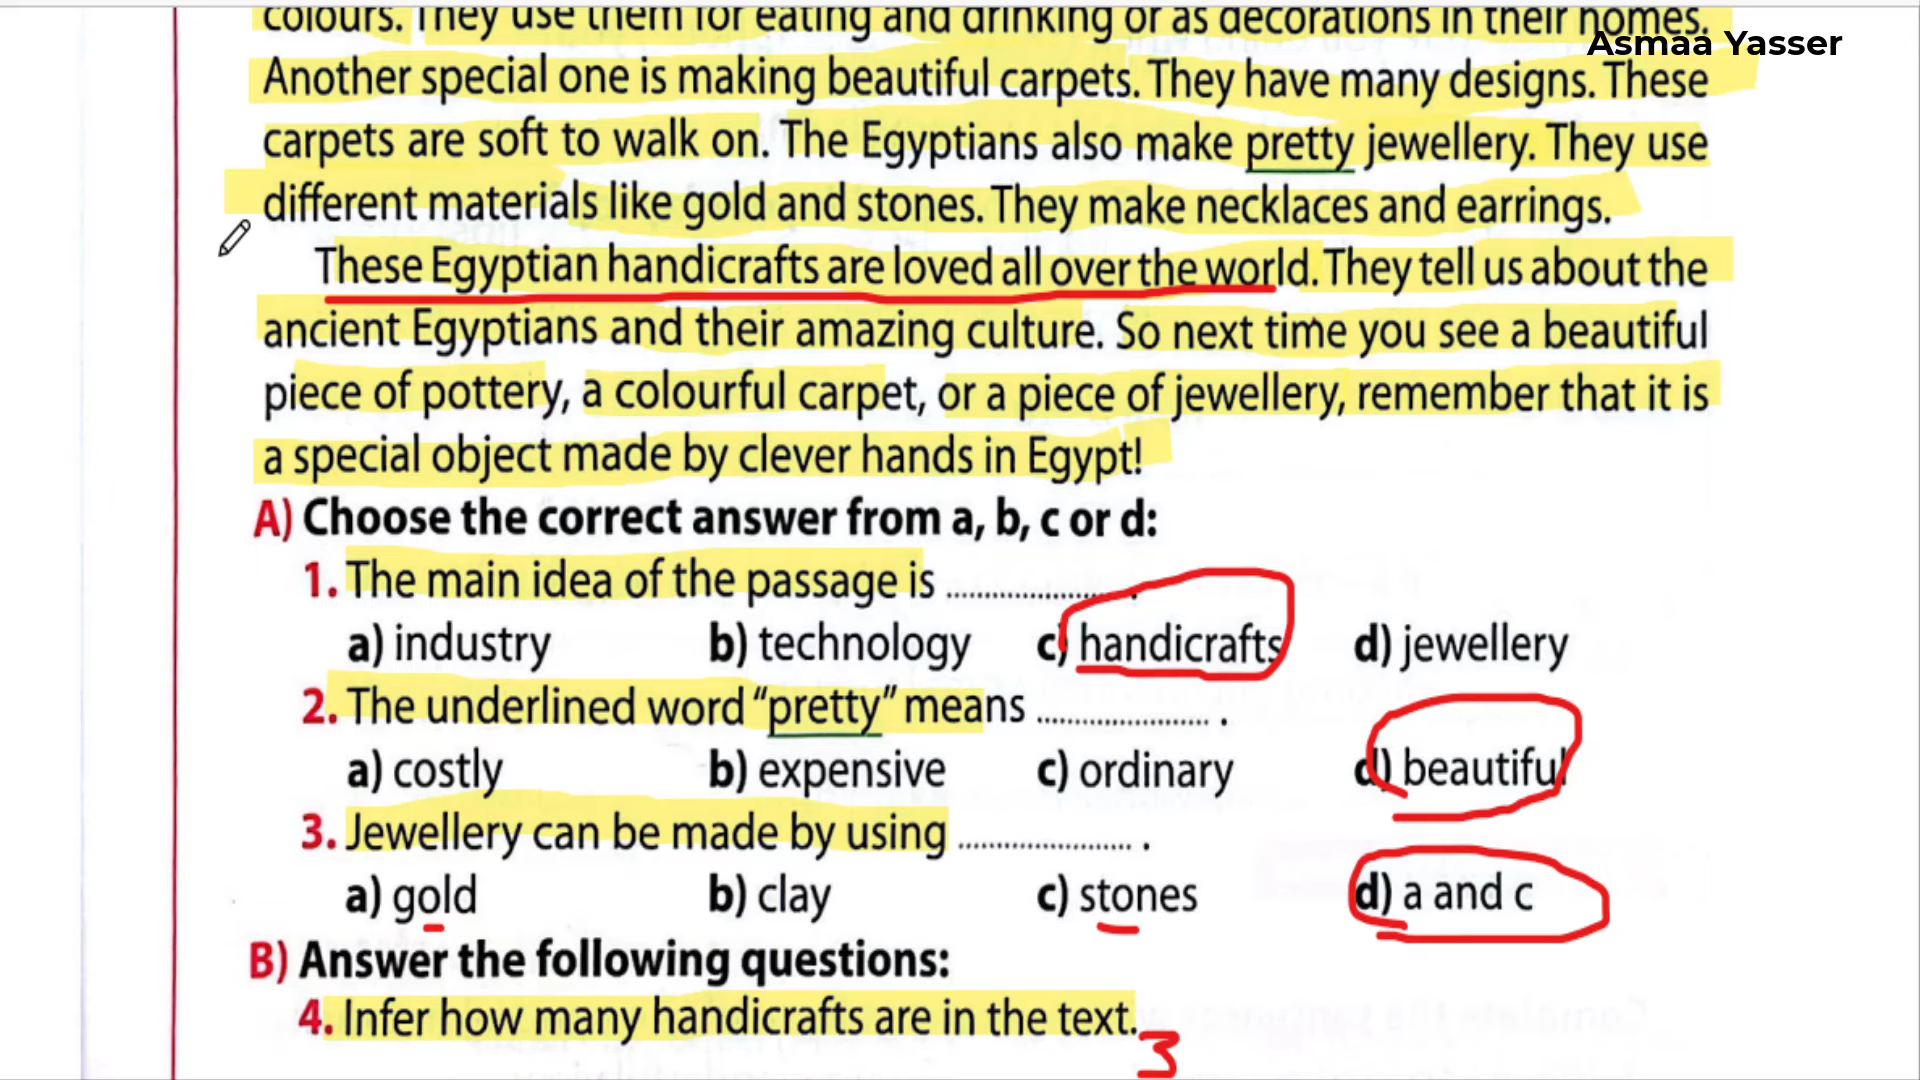 colours. They use them for eating and drinking or as decorations in their homes.
Asmaa Yasser
Another special one is making beautiful carpets. They have many designs. These
carpets are soft to walk on. The Egyptians also make pretty jewellery. They use
different materials like gold and stones. They make necklaces and earrings.
These Egyptian handicrafts are loved all over the world. They tell us about the
ancient Egyptians and their amazing culture. So next time you see a beautiful
piece of pottery, a colourful carpet, or a piece of jewellery, remember that it is
a special object made by clever hands in Egypt!
A) Choose the correct answer from a, b, c or d:
1. The main idea of the passage is ...................... .
a) industry b) technology c) handicrafts d) jewellery
2. The underlined word “pretty” means ...................... .
a) costly b) expensive c) ordinary d) beautiful
3. Jewellery can be made by using ...................... .
a) gold b) clay c) stones d) a and c
B) Answer the following questions:
4. Infer how many handicrafts are in the text.
3